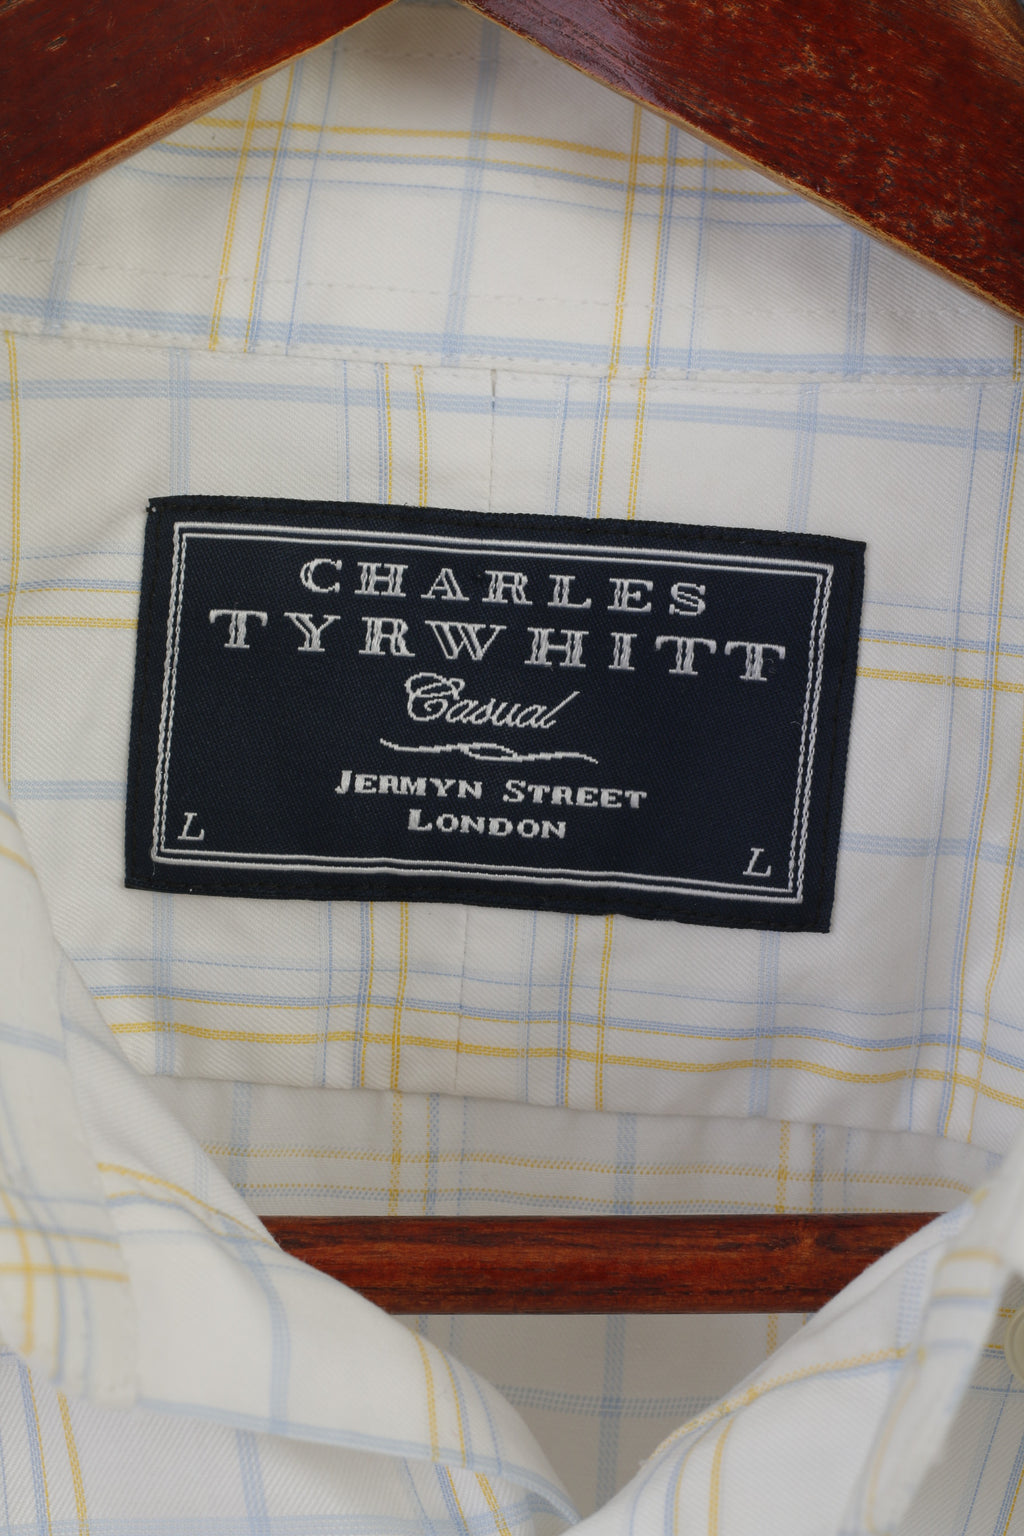 CHARLES
TYRWHITT
Casual
JERMYN STREET
LONDON
L L